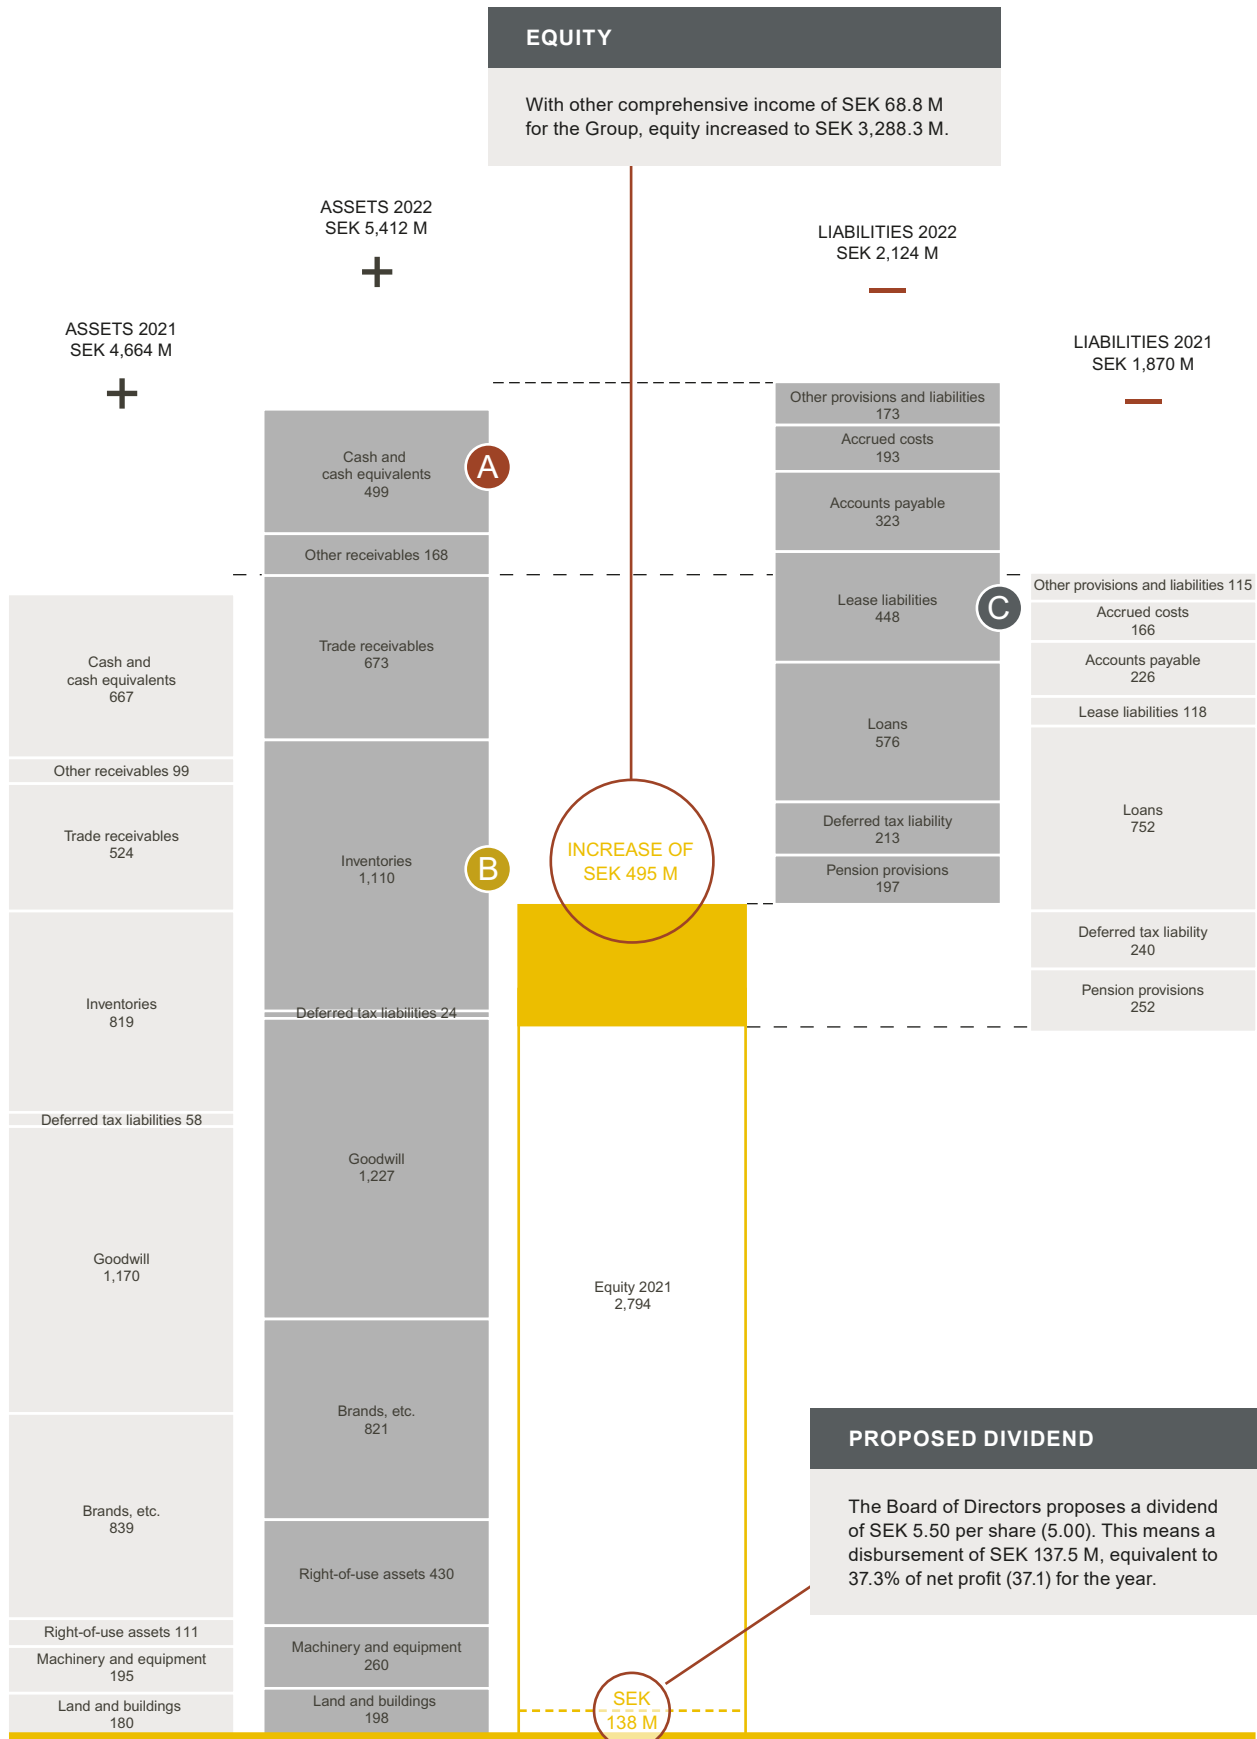 EQUITY
With other comprehensive income of SEK 68.8 M
for the Group, equity increased to SEK 3,288.3 M.
ASSETS 2022
SEK 5,412 M
+
LIABILITIES 2022
SEK 2,124 M
—
ASSETS 2021
SEK 4,664 M
+
LIABILITIES 2021
SEK 1,870 M
—
Cash and
cash equivalents
667
Other receivables 99
Trade receivables
524
Inventories
819
Deferred tax liabilities 58
Goodwill
1,170
Brands, etc.
839
Right-of-use assets 111
Machinery and equipment
195
Land and buildings
180
Cash and
cash equivalents
499
A
Other receivables 168
Trade receivables
673
Inventories
1,110
B
Deferred tax liabilities 24
Goodwill
1,227
Brands, etc.
821
Right-of-use assets 430
Machinery and equipment
260
Land and buildings
198
INCREASE OF
SEK 495 M
Equity 2021
2,794
SEK
138 M
Other provisions and liabilities
173
Accrued costs
193
Accounts payable
323
Lease liabilities
448
C
Loans
576
Deferred tax liability
213
Pension provisions
197
Other provisions and liabilities 115
Accrued costs
166
Accounts payable
226
Lease liabilities 118
Loans
752
Deferred tax liability
240
Pension provisions
252
PROPOSED DIVIDEND
The Board of Directors proposes a dividend
of SEK 5.50 per share (5.00). This means a
disbursement of SEK 137.5 M, equivalent to
37.3% of net profit (37.1) for the year.